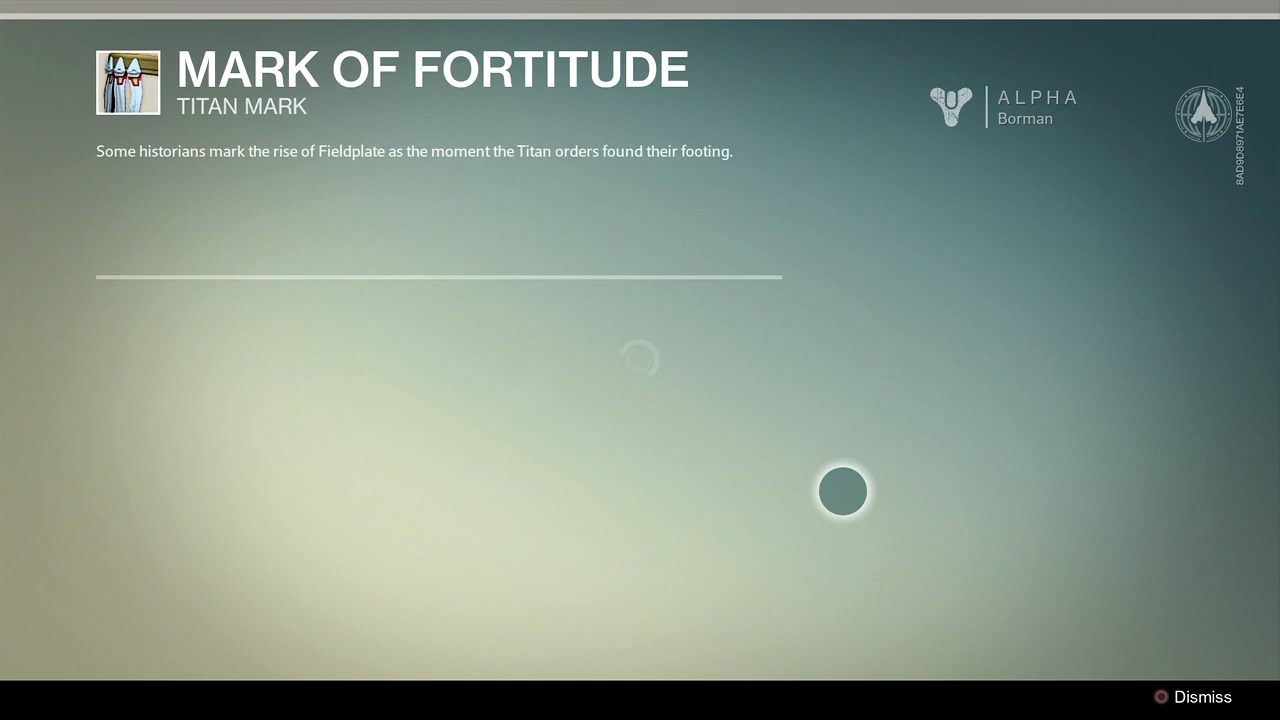 MARK OF FORTITUDE
TITAN MARK
Some historians mark the rise of Fieldplate as the moment the Titan orders found their footing.
ALPHA
Borman
8AD9D8971AE7E6E4
Dismiss